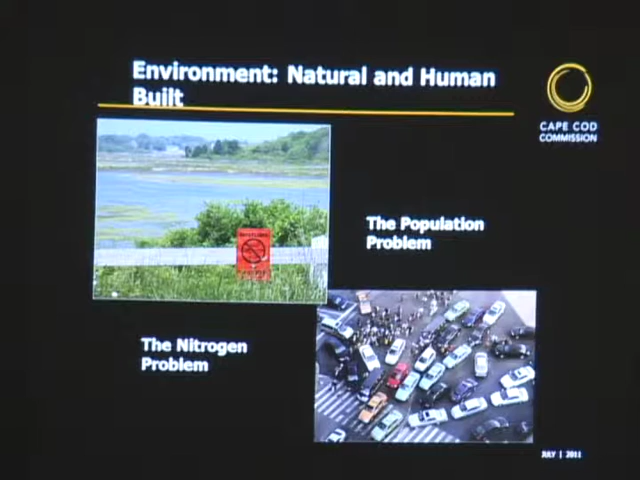 Environment: Natural and Human
Built
CAPE COD
COMMISSION
The Population
Problem
The Nitrogen
Problem
JULY | 2011